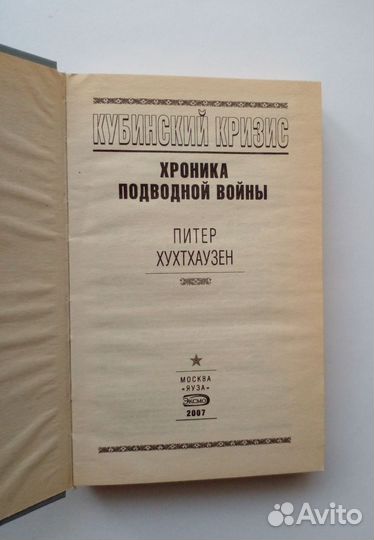 КУБИНСКИЙ КРИЗИС
ХРОНИКА
ПОДВОДНОЙ ВОЙНЫ
ПИТЕР
ХУХТХАУЗЕН
МОСКВА
«ЯУЗА»
ЭКСМО
2007
Avito